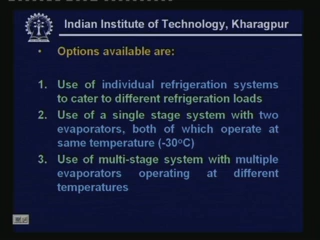 Indian Institute of Technology, Kharagpur
• Options available are:
1. Use of individual refrigeration systems
to cater to different refrigeration loads
2. Use of a single stage system with two
evaporators, both of which operate at
same temperature (-30°C)
3. Use of multi-stage system with multiple
evaporators operating at different
temperatures